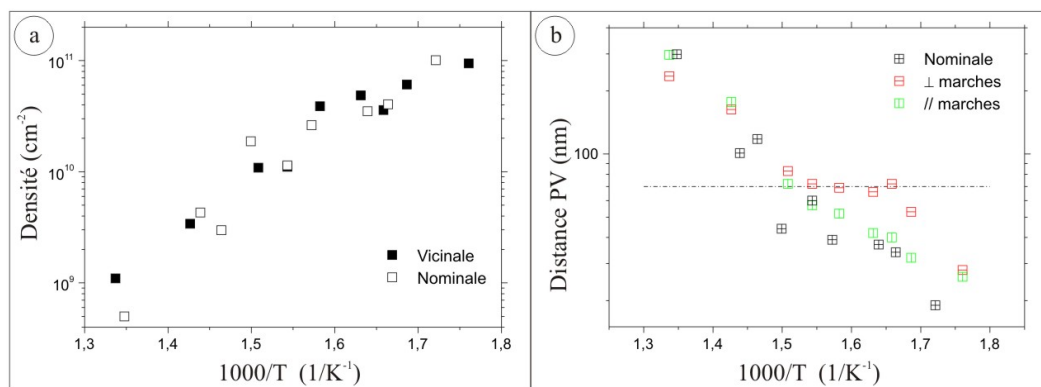 a
Densité (cm-2)
10¹¹
10¹⁰
10⁹
Vicinale
Nominale
1,3 1,4 1,5 1,6 1,7 1,8
1000/T (1/K-1)
b
Distance PV (nm)
100
Nominale
⊥ marches
// marches
1,3 1,4 1,5 1,6 1,7 1,8
1000/T (1/K-1)